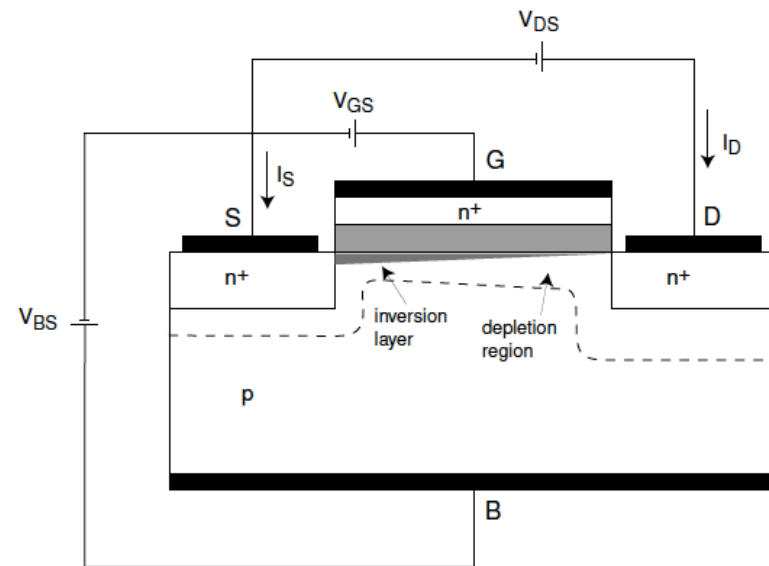 VDS
VGS
IS
ID
G
S
n+
D
n+
n+
VBS
inversion
layer
depletion
region
p
B